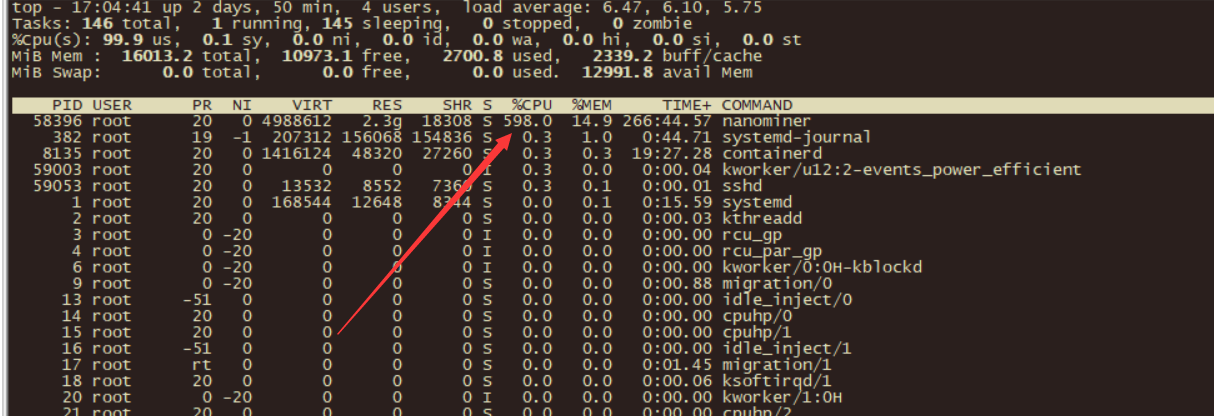 top - 17:04:41 up 2 days, 50 min, 4 users, load average: 6.47, 6.10, 5.75
Tasks: 146 total, 1 running, 145 sleeping, 0 stopped, 0 zombie
%Cpu(s): 99.9 us, 0.1 sy, 0.0 ni, 0.0 id, 0.0 wa, 0.0 hi, 0.0 si, 0.0 st
MiB Mem : 16013.2 total, 10973.1 free, 2700.8 used, 2339.2 buff/cache
MiB Swap: 0.0 total, 0.0 free, 0.0 used. 12991.8 avail Mem
PID USER PR NI VIRT RES SHR S %CPU %MEM TIME+ COMMAND
58396 root 20 0 4988612 2.3g 18308 S 598.0 14.9 266:44.57 nanominer
382 root 19 -1 207312 156068 154836 S 0.3 1.0 0:44.71 systemd-journal
8135 root 20 0 1416124 48320 27260 S 0.3 0.3 19:27.28 containerd
59003 root 20 0 0 0 0 I 0.3 0.0 0:00.04 kworker/u12:2-events_power_efficient
59053 root 20 0 13532 8552 S 0.3 0.1 0:00.01 sshd
1 root 20 0 168544 12648 8344 S 0.0 0.1 0:15.59 systemd
2 root 20 0 0 0 0 S 0.0 0.0 0:00.03 kthreadd
3 root 0 -20 0 0 0 I 0.0 0.0 0:00.00 rcu_gp
4 root 0 -20 0 0 0 I 0.0 0.0 0:00.00 rcu_par_gp
6 root 0 -20 0 0 0 I 0.0 0.0 0:00.00 kworker/0:0H-kblockd
9 root 0 -20 0 0 0 S 0.0 0.0 0:00.88 migration/0
13 root -51 0 0 0 0 S 0.0 0.0 0:00.00 idle_inject/0
14 root 20 0 0 0 0 S 0.0 0.0 0:00.00 cpuhp/0
15 root 20 0 0 0 0 S 0.0 0.0 0:00.00 cpuhp/1
16 root -51 0 0 0 0 S 0.0 0.0 0:00.00 idle_inject/1
17 root rt 0 0 0 0 S 0.0 0.0 0:01.45 migration/1
18 root 20 0 0 0 0 S 0.0 0.0 0:00.06 ksoftirqd/1
20 root 0 -20 0 0 0 I 0.0 0.0 0:00.00 kworker/1:0H
21 root 20 0 0 0 0 S 0.0 0.0 0:00.00 cpuhp/2